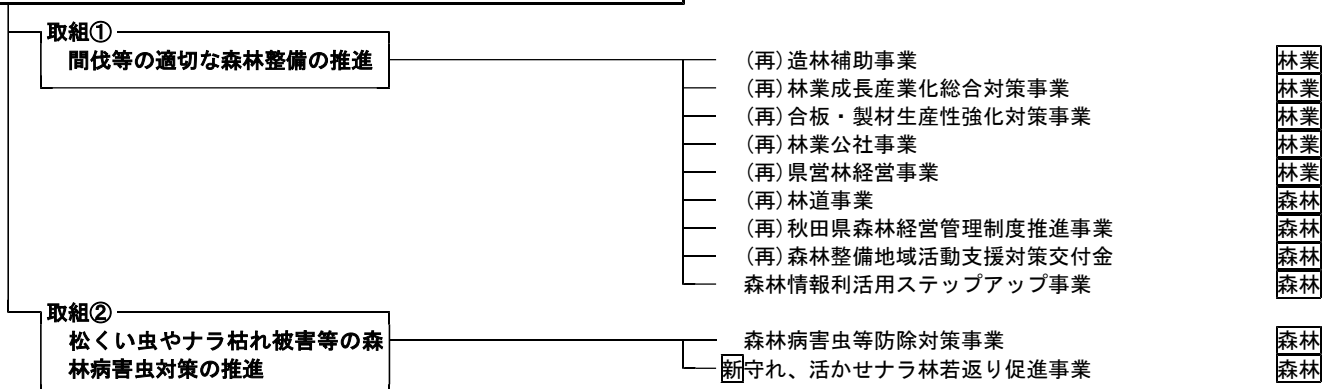 取組①
間伐等の適切な森林整備の推進
(再)造林補助事業 林業
(再)林業成長産業化総合対策事業 林業
(再)合板・製材生産性強化対策事業 林業
(再)林業公社事業 林業
(再)県営林経営事業 林業
(再)林道事業 森林
(再)秋田県森林経営管理制度推進事業 森林
(再)森林整備地域活動支援対策交付金 森林
森林情報利活用ステップアップ事業 森林
取組②
松くい虫やナラ枯れ被害等の森
林病害虫対策の推進
森林病害虫等防除対策事業 森林
新守れ、活かせナラ林若返り促進事業 森林